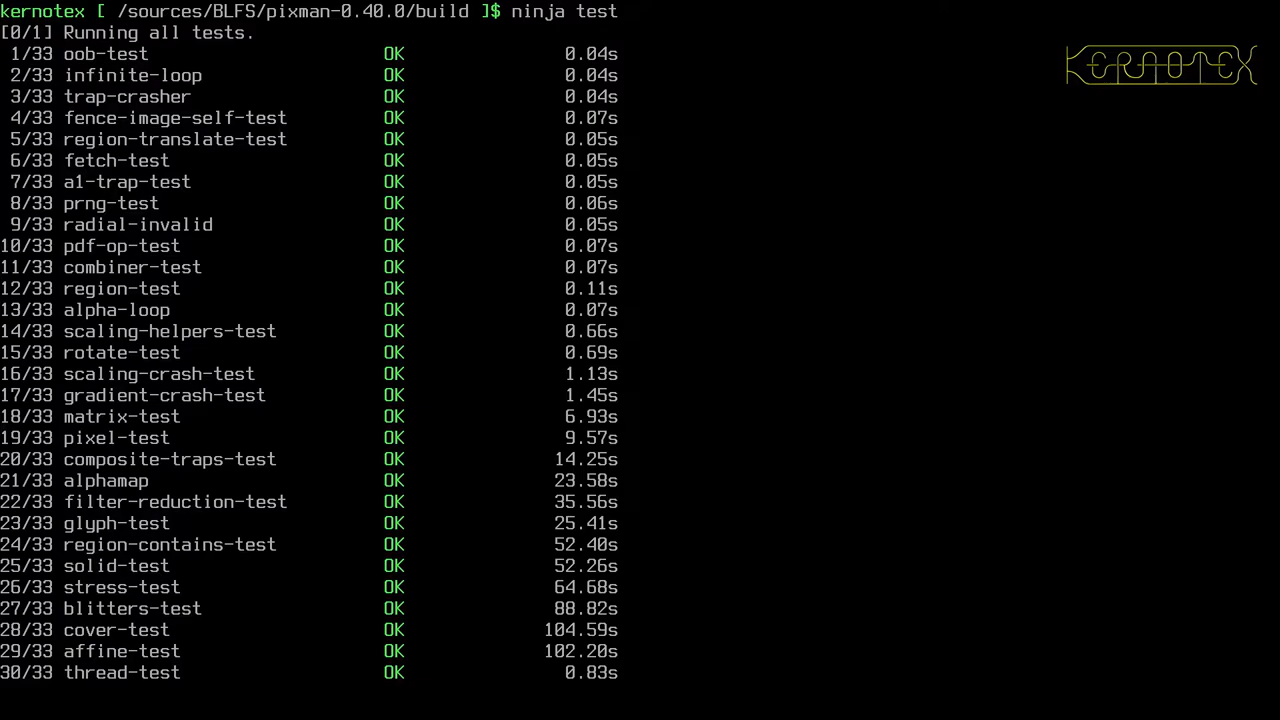 kernotex [ /sources/BLFS/pixman-0.40.0/build ]$ ninja test
[0/1] Running all tests.
 1/33 oob-test OK 0.04s
 2/33 infinite-loop OK 0.04s
 3/33 trap-crasher OK 0.04s
 4/33 fence-image-self-test OK 0.07s
 5/33 region-translate-test OK 0.05s
 6/33 fetch-test OK 0.05s
 7/33 a1-trap-test OK 0.05s
 8/33 prng-test OK 0.06s
 9/33 radial-invalid OK 0.05s
10/33 pdf-op-test OK 0.07s
11/33 combiner-test OK 0.07s
12/33 region-test OK 0.11s
13/33 alpha-loop OK 0.07s
14/33 scaling-helpers-test OK 0.66s
15/33 rotate-test OK 0.69s
16/33 scaling-crash-test OK 1.13s
17/33 gradient-crash-test OK 1.45s
18/33 matrix-test OK 6.93s
19/33 pixel-test OK 9.57s
20/33 composite-traps-test OK 14.25s
21/33 alphamap OK 23.58s
22/33 filter-reduction-test OK 35.56s
23/33 glyph-test OK 25.41s
24/33 region-contains-test OK 52.40s
25/33 solid-test OK 52.26s
26/33 stress-test OK 64.68s
27/33 blitters-test OK 88.82s
28/33 cover-test OK 104.59s
29/33 affine-test OK 102.20s
30/33 thread-test OK 0.83s
KERNOTEX